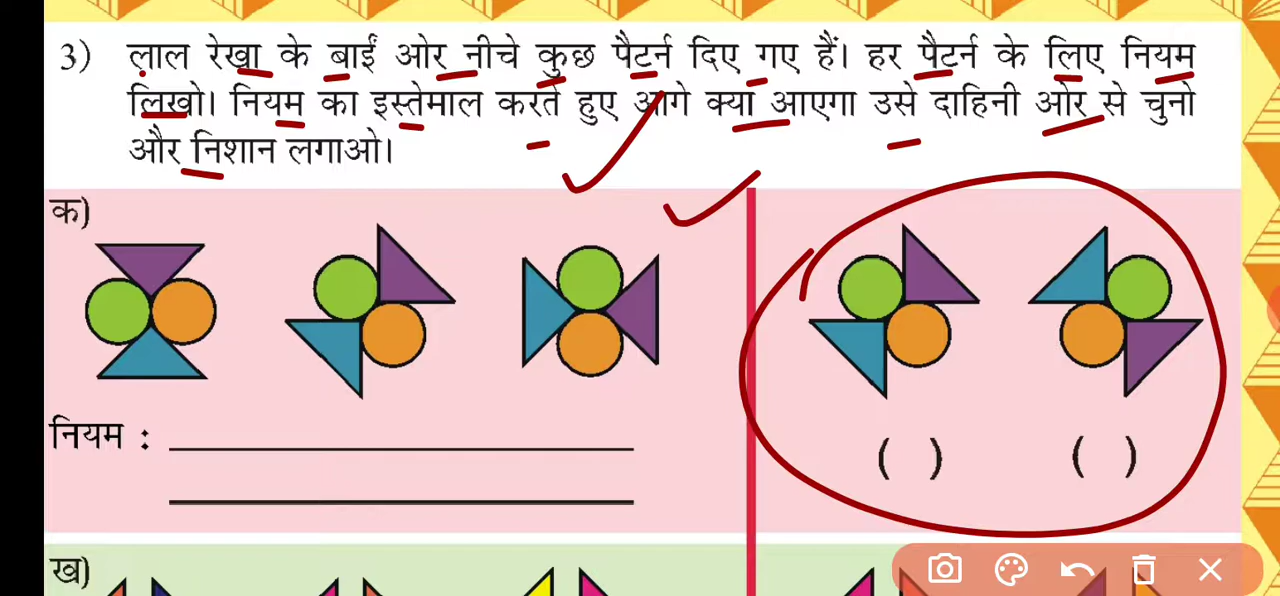 3) लाल रेखा के बाईं ओर नीचे कुछ पैटर्न दिए गए हैं। हर पैटर्न के लिए नियम
लिखो। नियम का इस्तेमाल करते हुए आगे क्या आएगा उसे दाहिनी ओर से चुनो
और निशान लगाओ।
क)
( ) ( )
नियम :
ख)